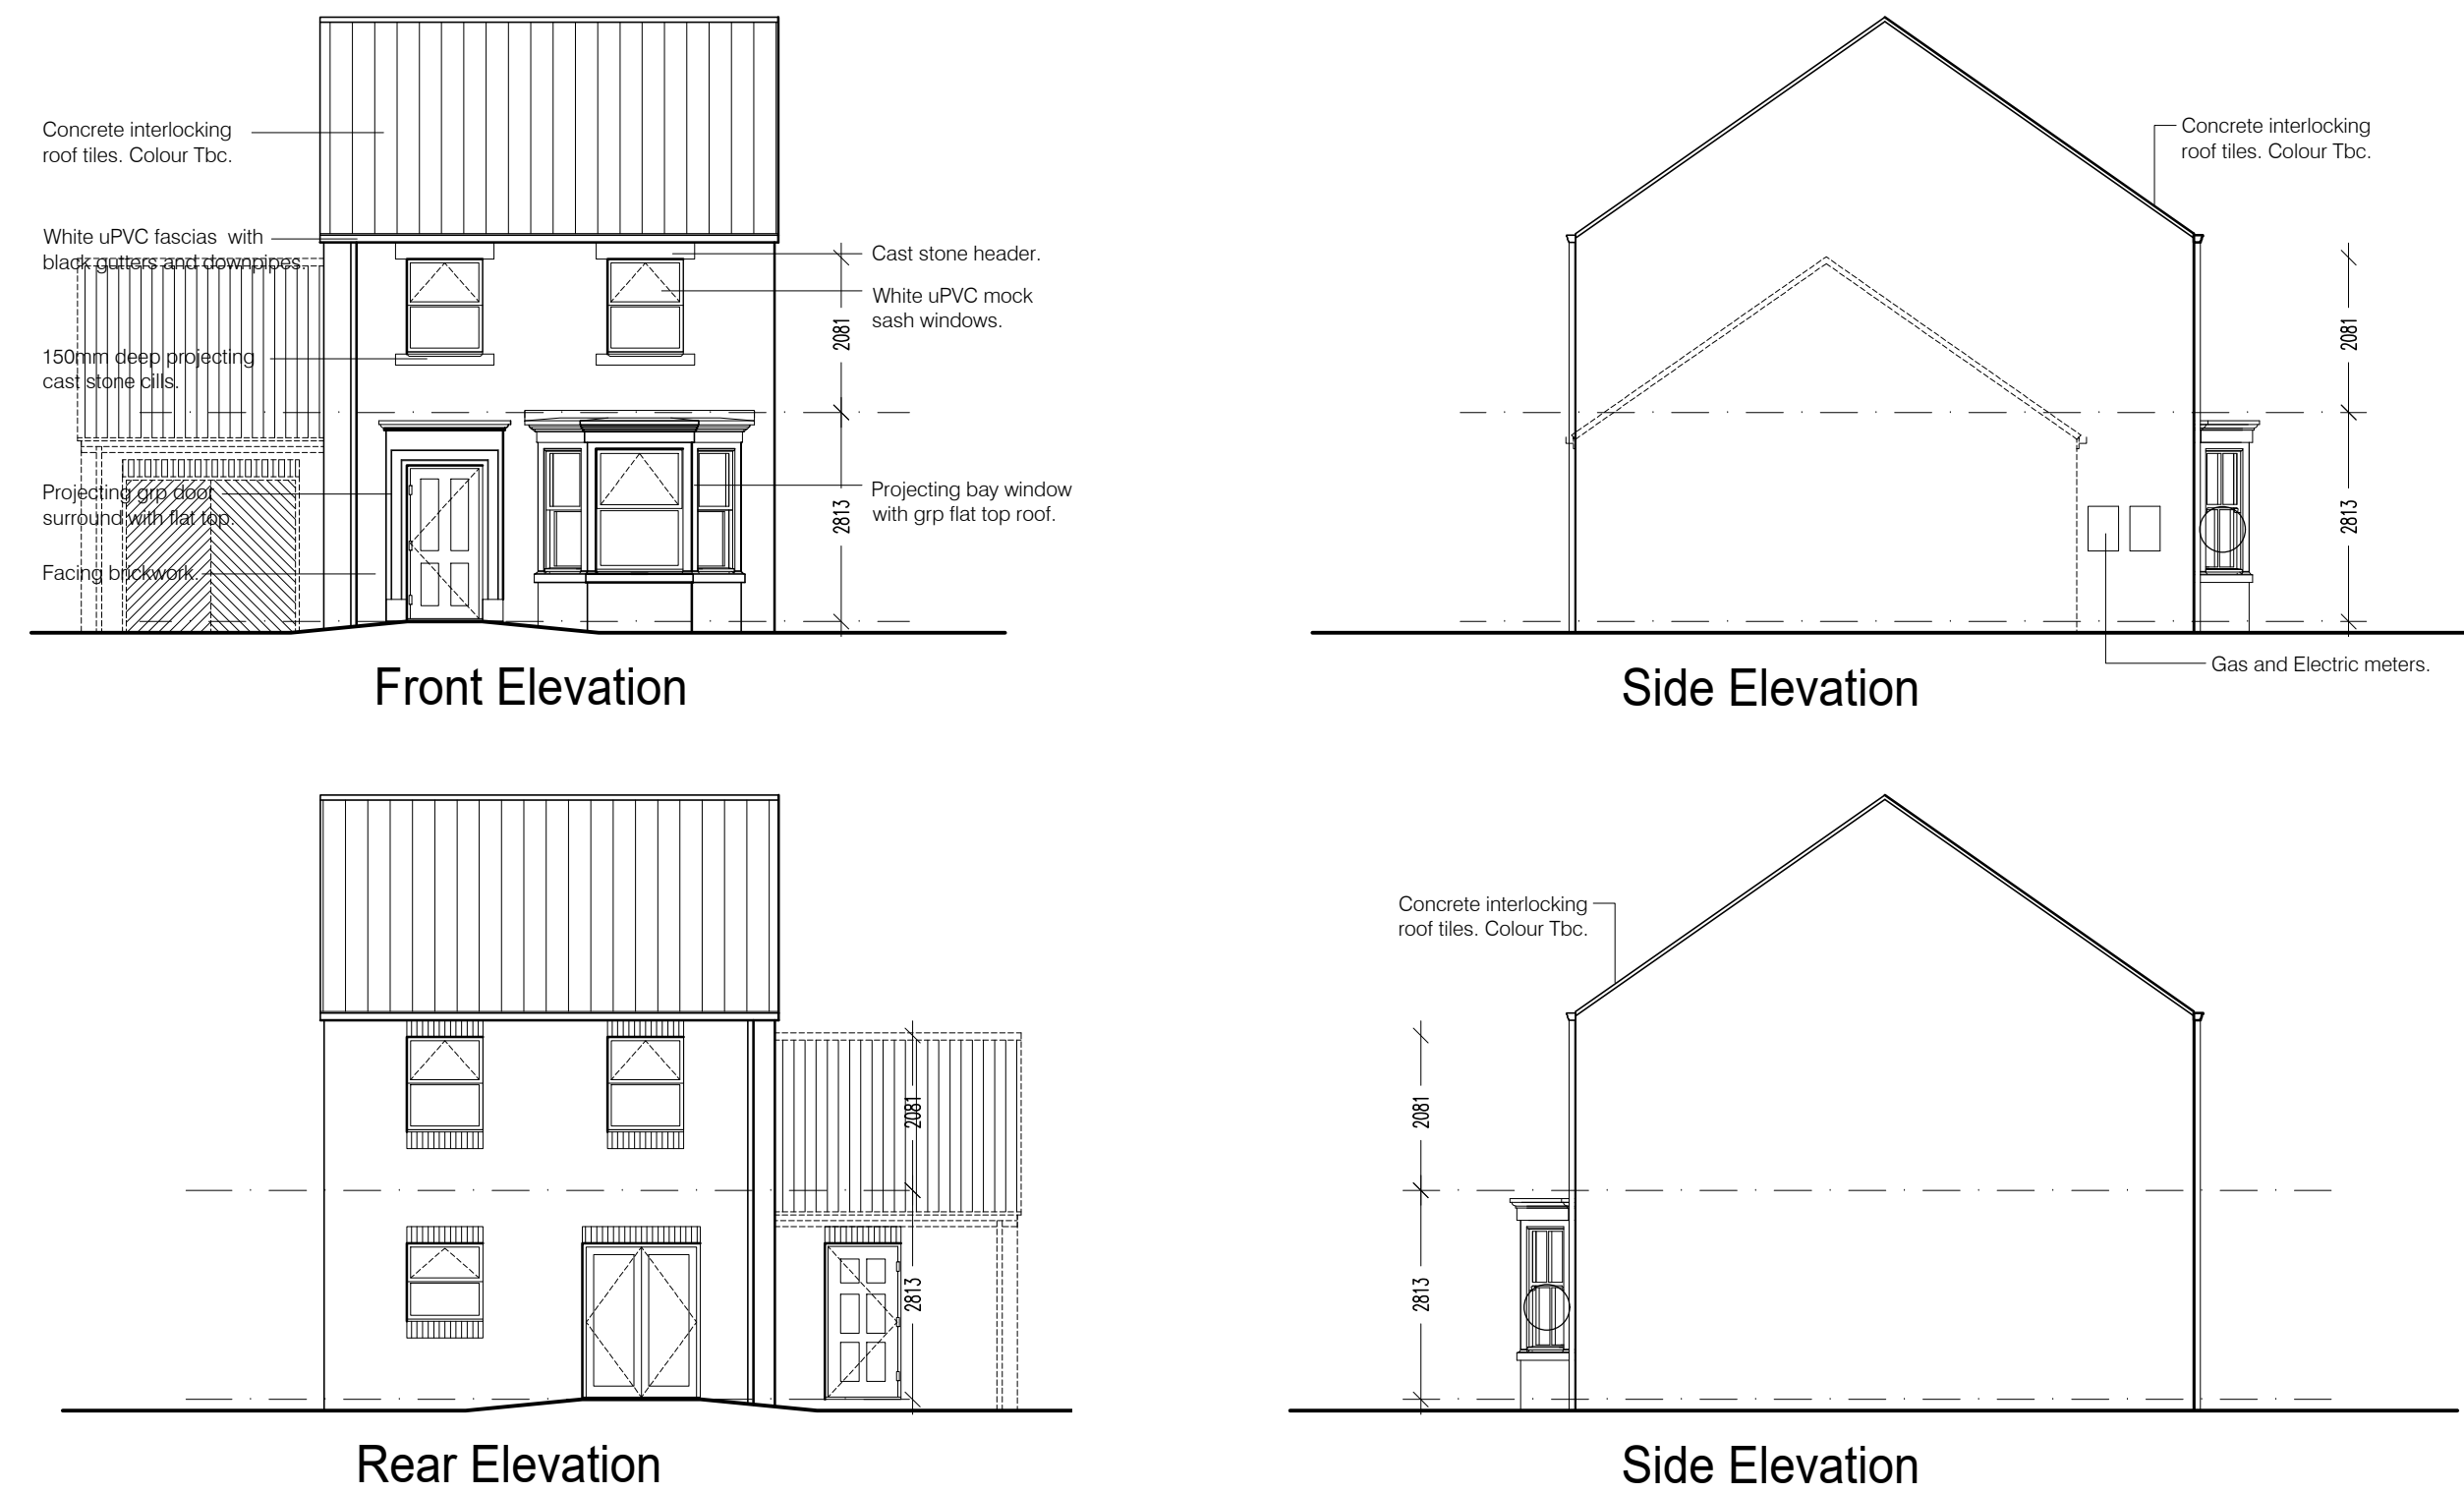 Concrete interlocking
roof tiles. Colour Tbc.
White uPVC fascias with
black gutters and downpipes.
150mm deep projecting
cast stone cills.
Projecting grp door
surround with flat top.
Facing brickwork.
Cast stone header.
White uPVC mock
sash windows.
2081
Projecting bay window
with grp flat top roof.
2813
Front Elevation
Concrete interlocking
roof tiles. Colour Tbc.
2081
2813
Gas and Electric meters.
Side Elevation
2081
2813
Rear Elevation
Concrete interlocking
roof tiles. Colour Tbc.
2081
2813
Side Elevation